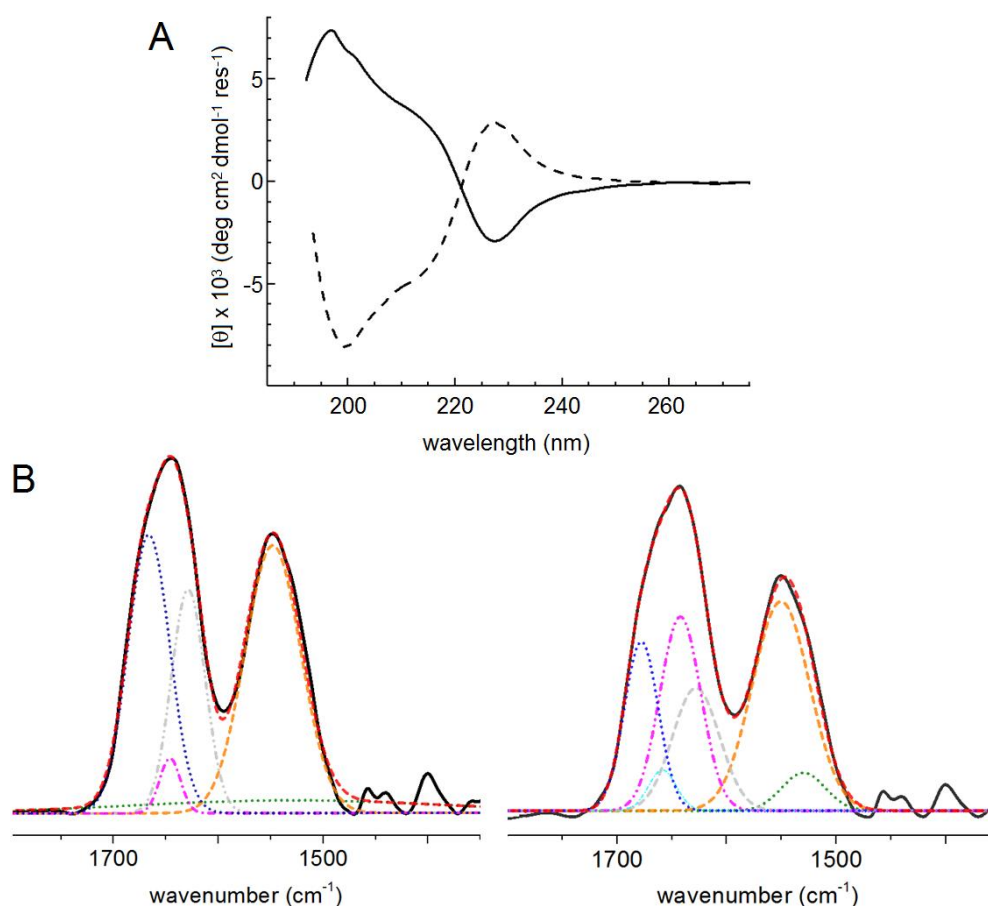 A
[θ] x 10³ (deg cm² dmol⁻¹ res⁻¹)
5
0
-5
200 220 240 260
wavelength (nm)
B
1700 1500
wavenumber (cm⁻¹)
1700 1500
wavenumber (cm⁻¹)